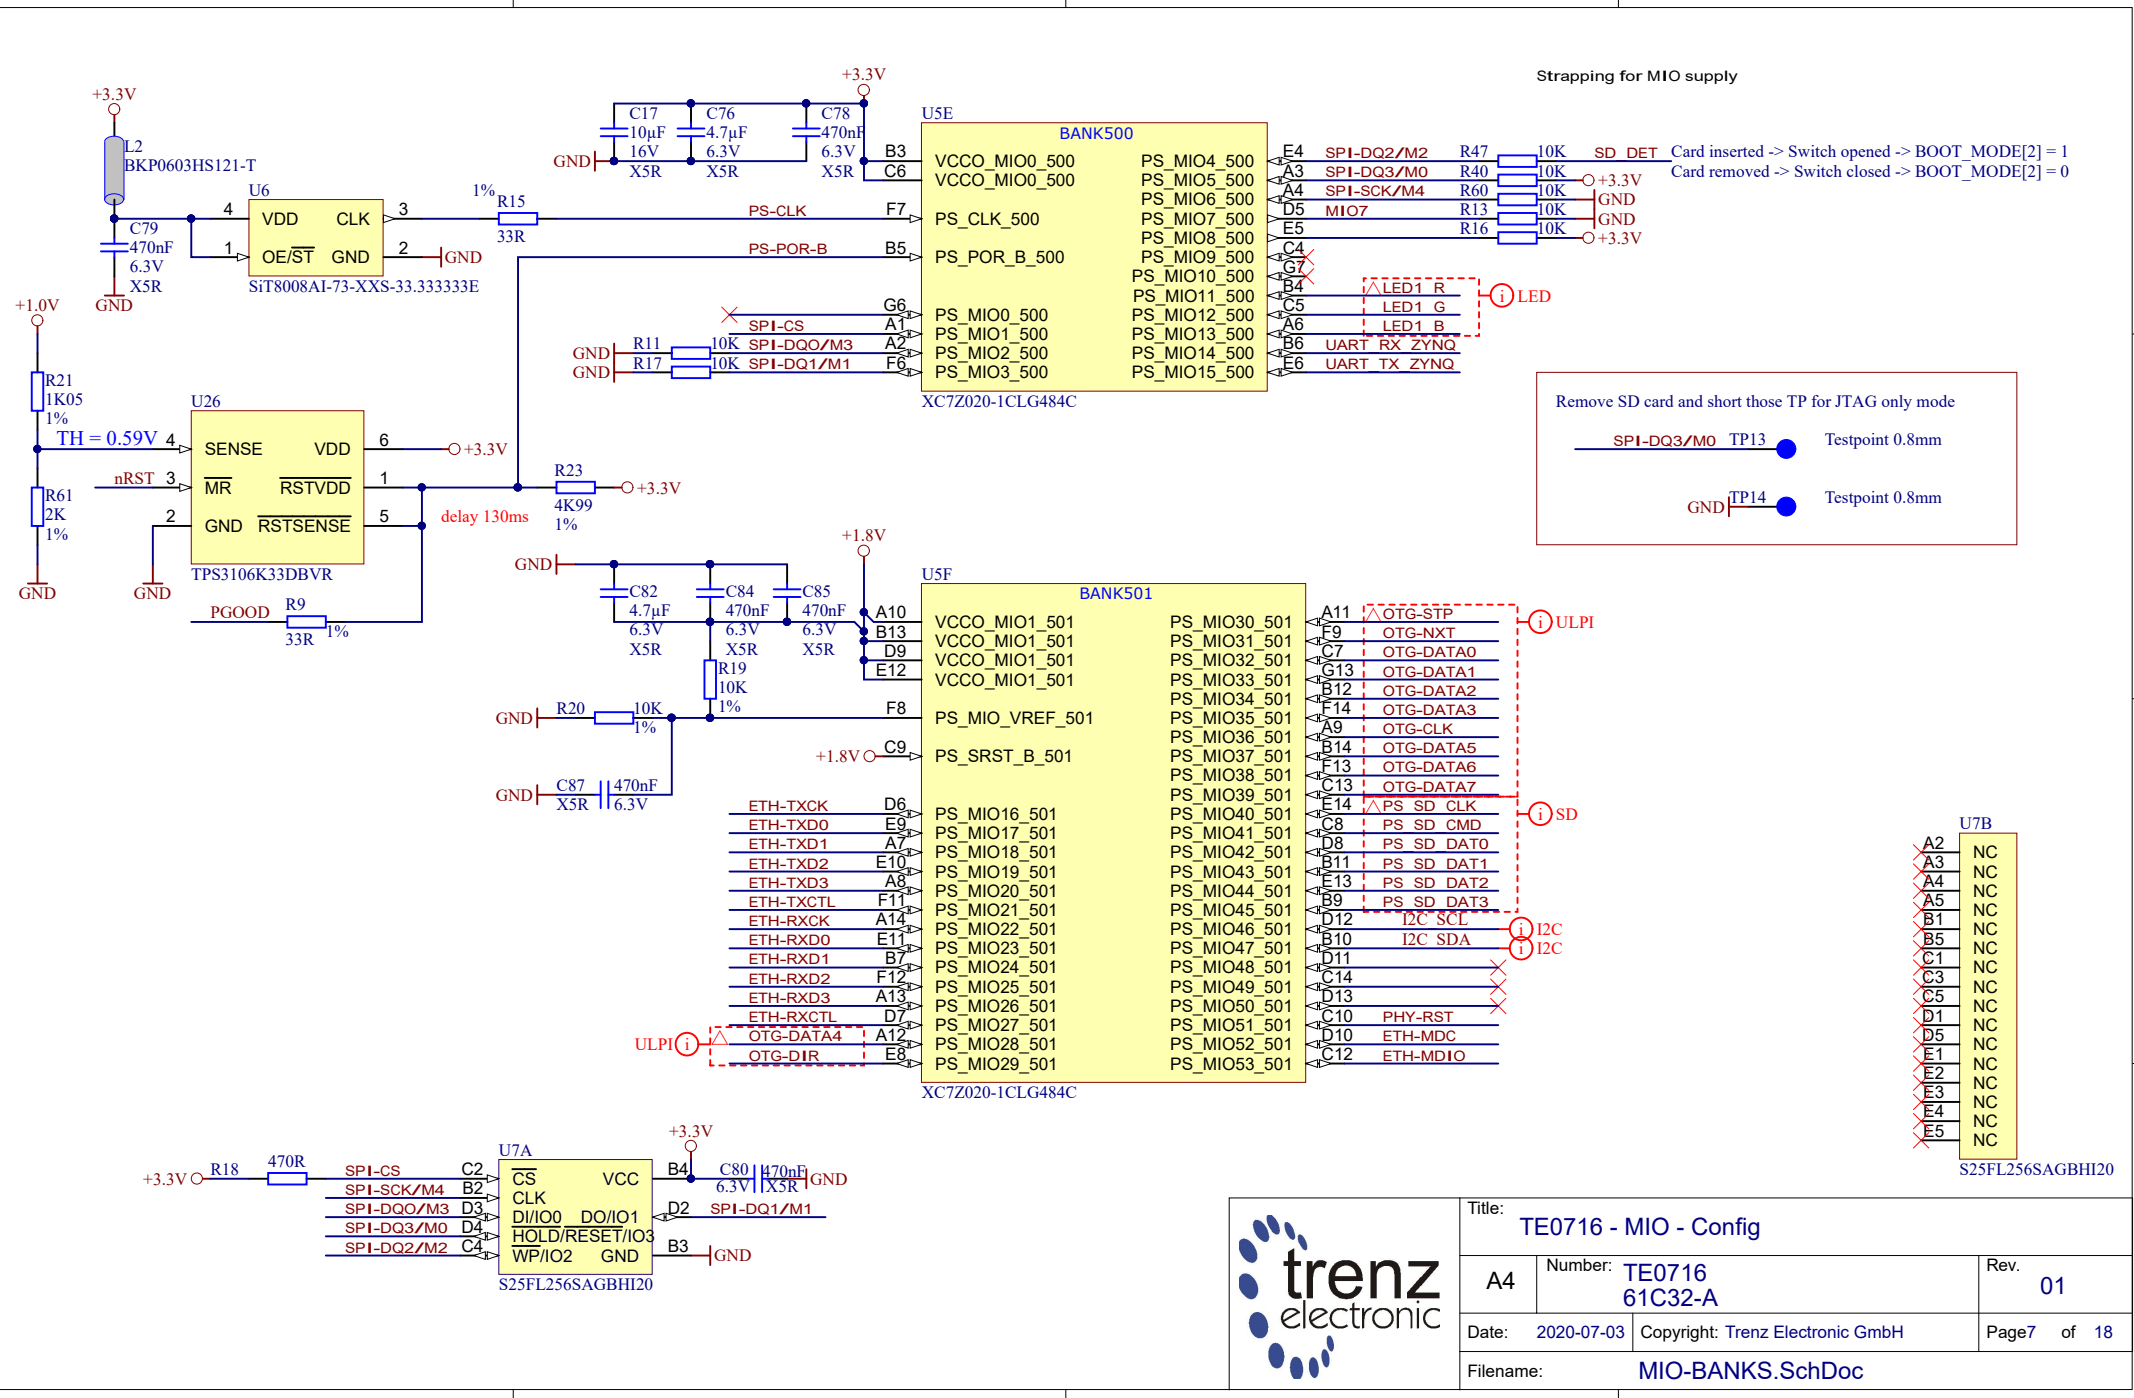 Strapping for MIO supply
+3.3V
L2
BKP0603HS121-T
C79
470nF
6.3V
X5R
GND
U6
4 VDD CLK 3
1 OE/ST GND 2 GND
SiT8008AI-73-XXS-33.333333E
1% R15
33R
PS-CLK
PS-POR-B
+3.3V
C17
10µF
16V
X5R
C76
4.7µF
6.3V
X5R
C78
470nF
6.3V
X5R
GND
U5E
BANK500
B3 VCCO_MIO0_500
C6 VCCO_MIO0_500
F7 PS_CLK_500
B5 PS_POR_B_500
G6 PS_MIO0_500
SPI-CS A1 PS_MIO1_500
GND R11 10K SPI-DQ0/M3 A2 PS_MIO2_500
GND R17 10K SPI-DQ1/M1 F6 PS_MIO3_500
PS_MIO4_500 E4 SPI-DQ2/M2 R47 10K SD_DET
PS_MIO5_500 A3 SPI-DQ3/M0 R40 10K +3.3V
PS_MIO6_500 A4 SPI-SCK/M4 R60 10K GND
PS_MIO7_500 D5 MIO7 R13 10K GND
PS_MIO8_500 E5 R16 10K +3.3V
PS_MIO9_500 C4
PS_MIO10_500 G7
PS_MIO11_500 B4 LED1_R
PS_MIO12_500 C5 LED1_G
PS_MIO13_500 A6 LED1_B
PS_MIO14_500 B6 UART_RX_ZYNQ
PS_MIO15_500 E6 UART_TX_ZYNQ
i LED
XC7Z020-1CLG484C
Card inserted -> Switch opened -> BOOT_MODE[2] = 1
Card removed -> Switch closed -> BOOT_MODE[2] = 0
Remove SD card and short those TP for JTAG only mode
SPI-DQ3/M0 TP13 Testpoint 0.8mm
GND TP14 Testpoint 0.8mm
+1.0V
R21
1K05
1%
TH = 0.59V
nRST
R61
2K
1%
GND
U26
4 SENSE VDD 6 +3.3V
3 MR RSTVDD 1
2 GND RSTSENSE 5
TPS3106K33DBVR
GND
delay 130ms
R23
4K99
1%
+3.3V
PGOOD R9
33R 1%
+1.8V
GND
C82
4.7µF
6.3V
X5R
C84
470nF
6.3V
X5R
C85
470nF
6.3V
X5R
R19
10K
1%
GND R20 10K
1%
+1.8V
GND C87 470nF
X5R 6.3V
U5F
BANK501
A10 VCCO_MIO1_501
B13 VCCO_MIO1_501
D9 VCCO_MIO1_501
E12 VCCO_MIO1_501
F8 PS_MIO_VREF_501
C9 PS_SRST_B_501
ETH-TXCK D6 PS_MIO16_501
ETH-TXD0 E9 PS_MIO17_501
ETH-TXD1 A7 PS_MIO18_501
ETH-TXD2 E10 PS_MIO19_501
ETH-TXD3 A8 PS_MIO20_501
ETH-TXCTL F11 PS_MIO21_501
ETH-RXCK A14 PS_MIO22_501
ETH-RXD0 E11 PS_MIO23_501
ETH-RXD1 B7 PS_MIO24_501
ETH-RXD2 F12 PS_MIO25_501
ETH-RXD3 A13 PS_MIO26_501
ETH-RXCTL D7 PS_MIO27_501
ULPI i OTG-DATA4 A12 PS_MIO28_501
OTG-DIR E8 PS_MIO29_501
PS_MIO30_501 A11 OTG-STP i ULPI
PS_MIO31_501 F9 OTG-NXT
PS_MIO32_501 C7 OTG-DATA0
PS_MIO33_501 G13 OTG-DATA1
PS_MIO34_501 B12 OTG-DATA2
PS_MIO35_501 F14 OTG-DATA3
PS_MIO36_501 A9 OTG-CLK
PS_MIO37_501 B14 OTG-DATA5
PS_MIO38_501 F13 OTG-DATA6
PS_MIO39_501 C13 OTG-DATA7
PS_MIO40_501 E14 PS_SD_CLK i SD
PS_MIO41_501 C8 PS_SD_CMD
PS_MIO42_501 D8 PS_SD_DAT0
PS_MIO43_501 B11 PS_SD_DAT1
PS_MIO44_501 E13 PS_SD_DAT2
PS_MIO45_501 B9 PS_SD_DAT3
PS_MIO46_501 D12 I2C_SCL i I2C
PS_MIO47_501 B10 I2C_SDA i I2C
PS_MIO48_501 D11
PS_MIO49_501 C14
PS_MIO50_501 D13
PS_MIO51_501 C10 PHY-RST
PS_MIO52_501 D10 ETH-MDC
PS_MIO53_501 C12 ETH-MDIO
XC7Z020-1CLG484C
U7B
A2 NC
A3 NC
A4 NC
A5 NC
B1 NC
B5 NC
C1 NC
C3 NC
C5 NC
D1 NC
D5 NC
E1 NC
E2 NC
E3 NC
E4 NC
E5 NC
S25FL256SAGBHI20
+3.3V
U7A
+3.3V R18 470R SPI-CS C2 CS VCC B4 C80 470nF GND
6.3V X5R
SPI-SCK/M4 B2 CLK
SPI-DQ0/M3 D3 DI/IO0 DO/IO1 D2 SPI-DQ1/M1
SPI-DQ3/M0 D4 HOLD/RESET/IO3
SPI-DQ2/M2 C4 WP/IO2 GND B3 GND
S25FL256SAGBHI20
trenz
electronic
Title:
TE0716 - MIO - Config
A4
Number: TE0716
61C32-A
Rev.
01
Date: 2020-07-03 Copyright: Trenz Electronic GmbH Page7 of 18
Filename: MIO-BANKS.SchDoc